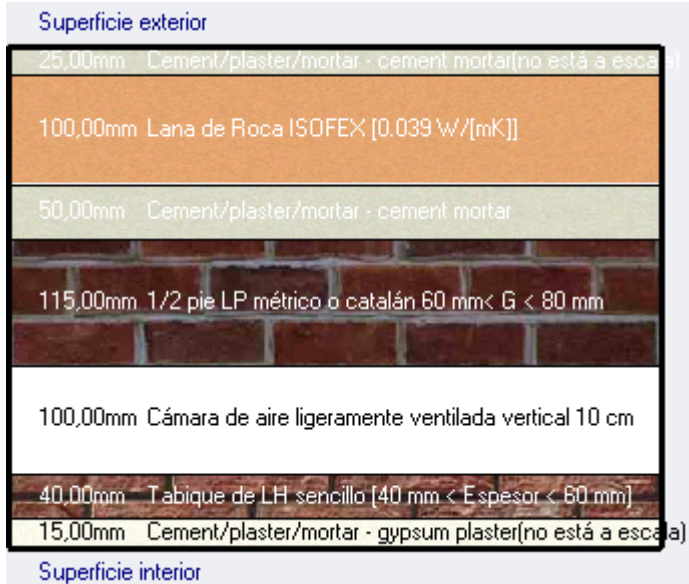 Superficie exterior
25,00mm Cement/plaster/mortar - cement mortar(no está a escala)
100,00mm Lana de Roca ISOFEX [0.039 W/[mK]]
50,00mm Cement/plaster/mortar - cement mortar
115,00mm 1/2 pie LP métrico o catalán 60 mm< G < 80 mm
100,00mm Cámara de aire ligeramente ventilada vertical 10 cm
40,00mm Tabique de LH sencillo [40 mm < Espesor < 60 mm]
15,00mm Cement/plaster/mortar - gypsum plaster(no está a escala)
Superficie interior